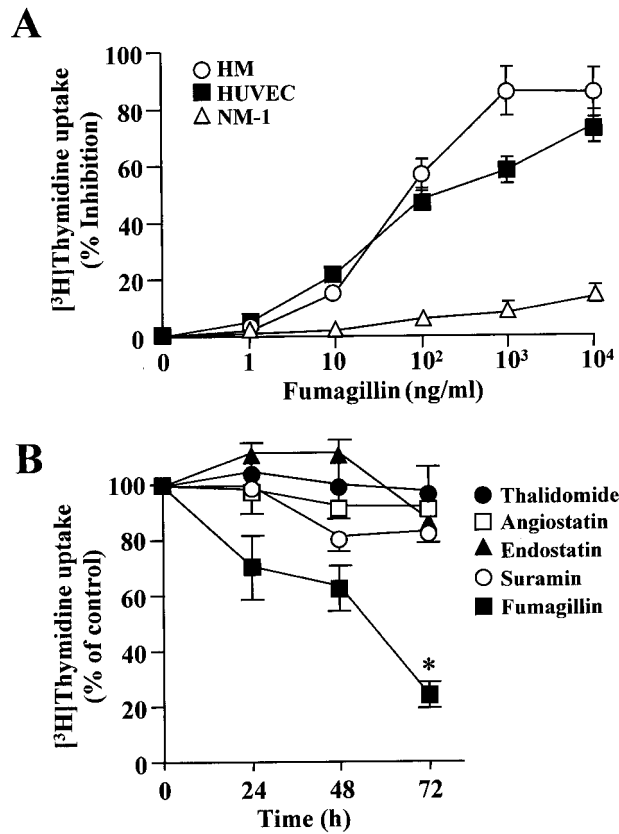 A
[³H]Thymidine uptake
(% Inhibition)
100
80
60
40
20
0
HM
HUVEC
NM-1
0 1 10 10² 10³ 10⁴
Fumagillin (ng/ml)
B
[³H]Thymidine uptake
(% of control)
100
80
60
40
20
0
*
Thalidomide
Angiostatin
Endostatin
Suramin
Fumagillin
0 24 48 72
Time (h)